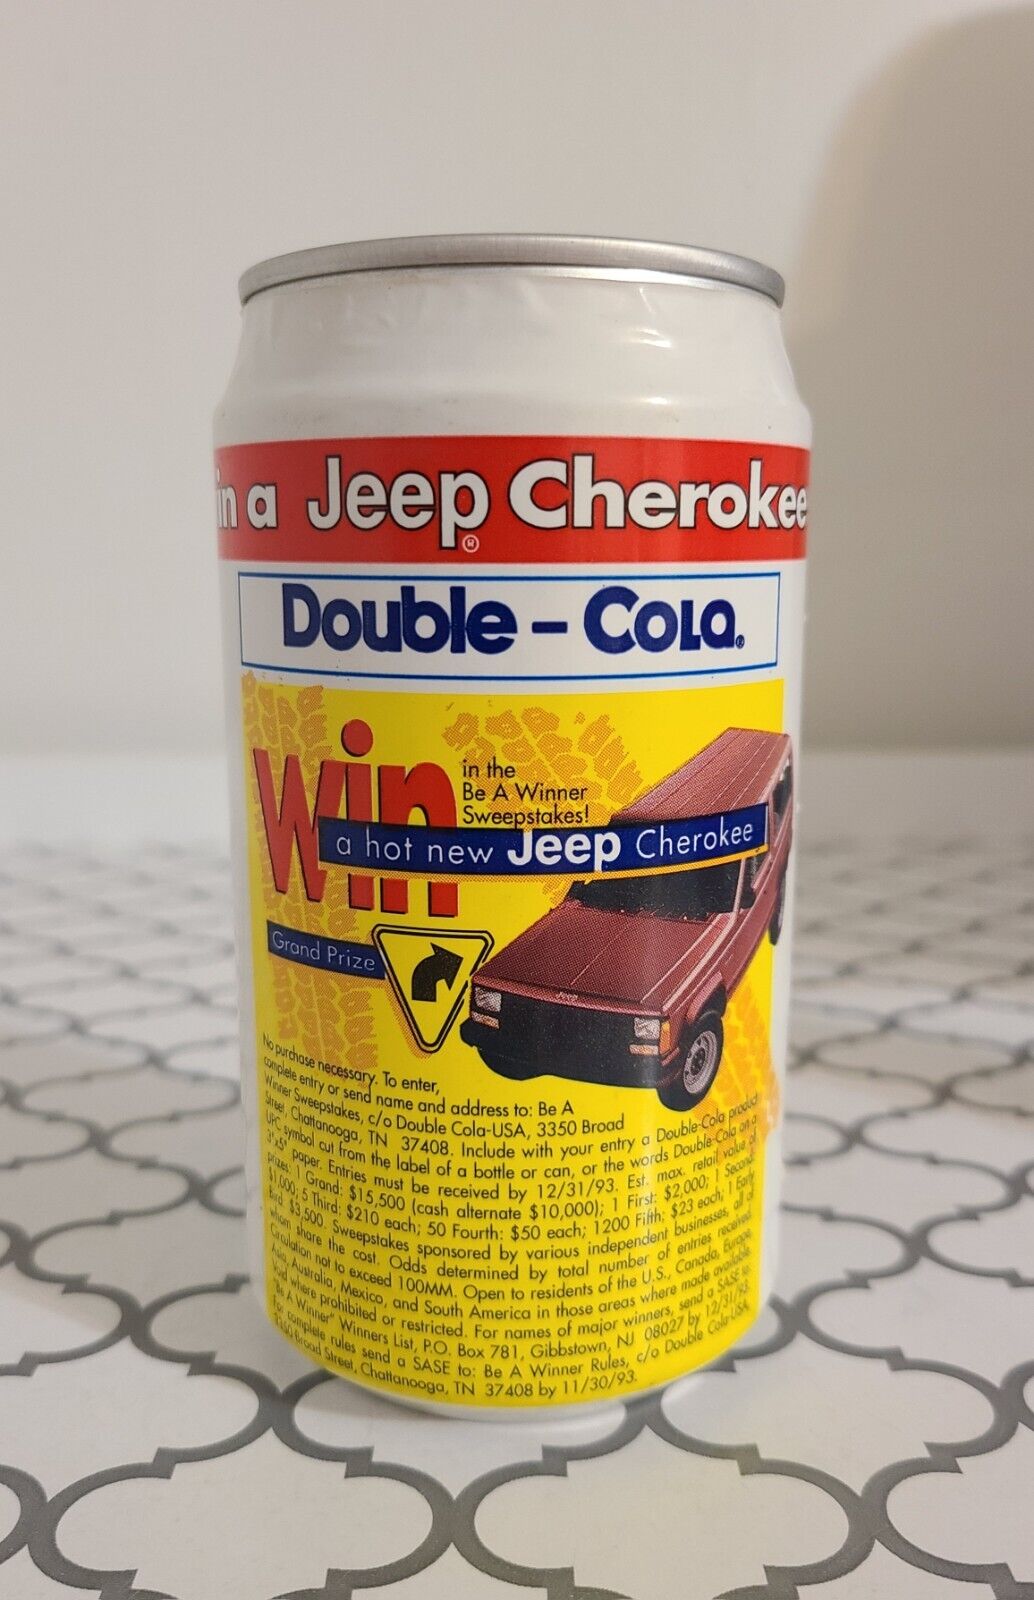 in a Jeep® Cherokee
Double-Cola®
Win
in the
Be A Winner
Sweepstakes!
a hot new Jeep Cherokee
Grand Prize
No purchase necessary. To enter,
complete entry or send name and address to: Be A
Winner Sweepstakes, c/o Double Cola-USA, 3350 Broad
Street, Chattanooga, TN 37408. Include with your entry a Double-Cola product
UPC symbol cut from the label of a bottle or can, or the words Double-Cola on a
3"x5" paper. Entries must be received by 12/31/93. Est. max. retail value of
prizes: 1 Grand: $15,500 (cash alternate $10,000); 1 First: $2,000; 1 Second:
$1,000; 5 Third: $210 each; 50 Fourth: $50 each; 1200 Fifth: $23 each; 1 Early
Bird $3,500. Sweepstakes sponsored by various independent businesses, all of
whom share the cost. Odds determined by total number of entries received.
Circulation not to exceed 100MM. Open to residents of the U.S., Canada, Europe,
Asia, Australia, Mexico, and South America in those areas where made available.
Void where prohibited or restricted. For names of major winners, send a SASE to:
"Be A Winner" Winners List, P.O. Box 781, Gibbstown, NJ 08027 by 12/31/93.
For complete rules send a SASE to: Be A Winner Rules, c/o Double Cola-USA,
3350 Broad Street, Chattanooga, TN 37408 by 11/30/93.